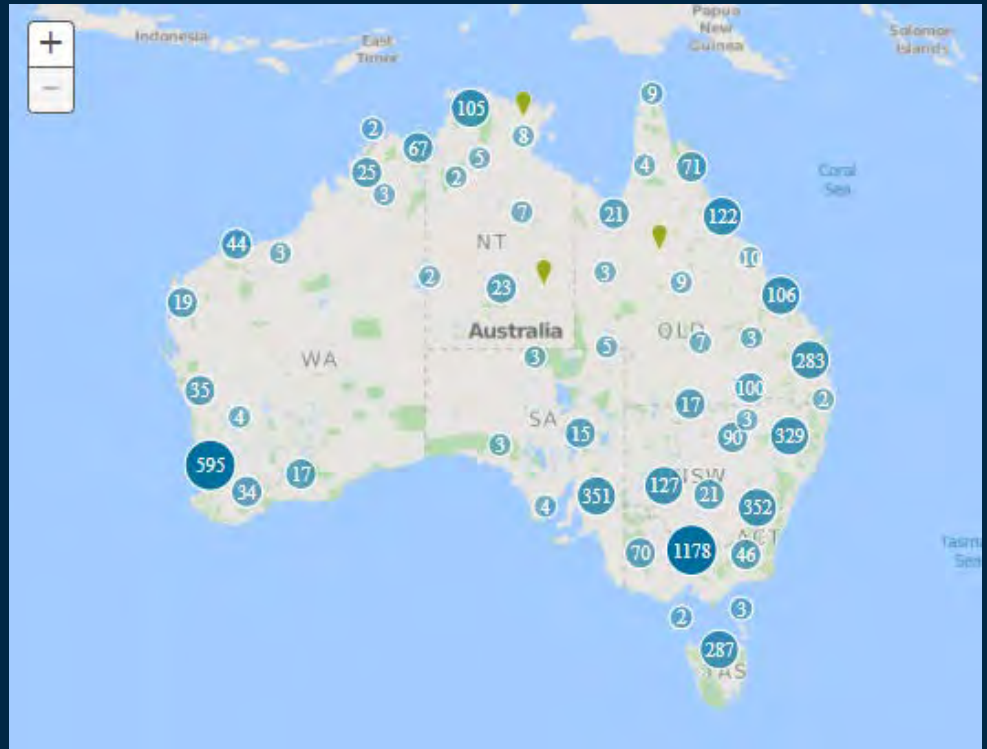 +
−
Indonesia
East
Timor
Papua
New
Guinea
Solomon
Islands
9
105
2
8
67
5
4
71
25
2
Coral
Sea
3
7
21
122
44
NT
3
10
2
3
9
23
106
19
Australia
QLD
3
7
5
3
283
WA
35
100
2
17
4
SA
3
15
90
329
3
595
17
NSW
127
21
34
351
4
352
ACT
1178
70
46
Sea
3
2
287
TAS